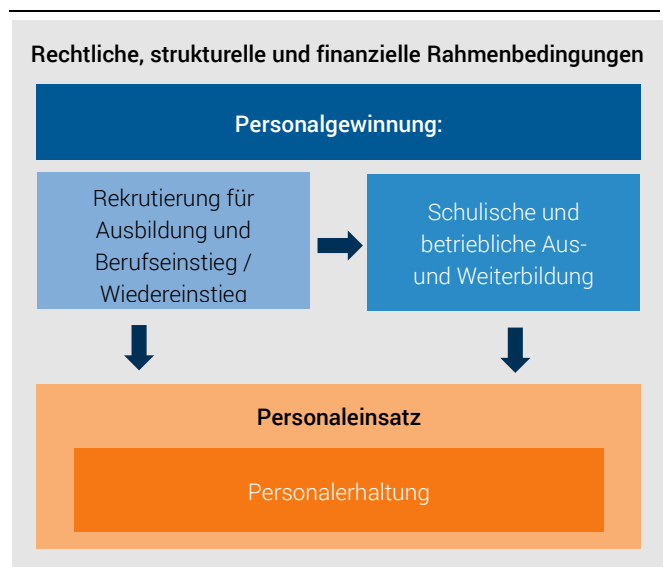 Rechtliche, strukturelle und finanzielle Rahmenbedingungen
Personalgewinnung:
Rekrutierung für
Ausbildung und
Berufseinstieg /
Wiedereinstieg
Schulische und
betriebliche Aus-
und Weiterbildung
Personaleinsatz
Personalerhaltung